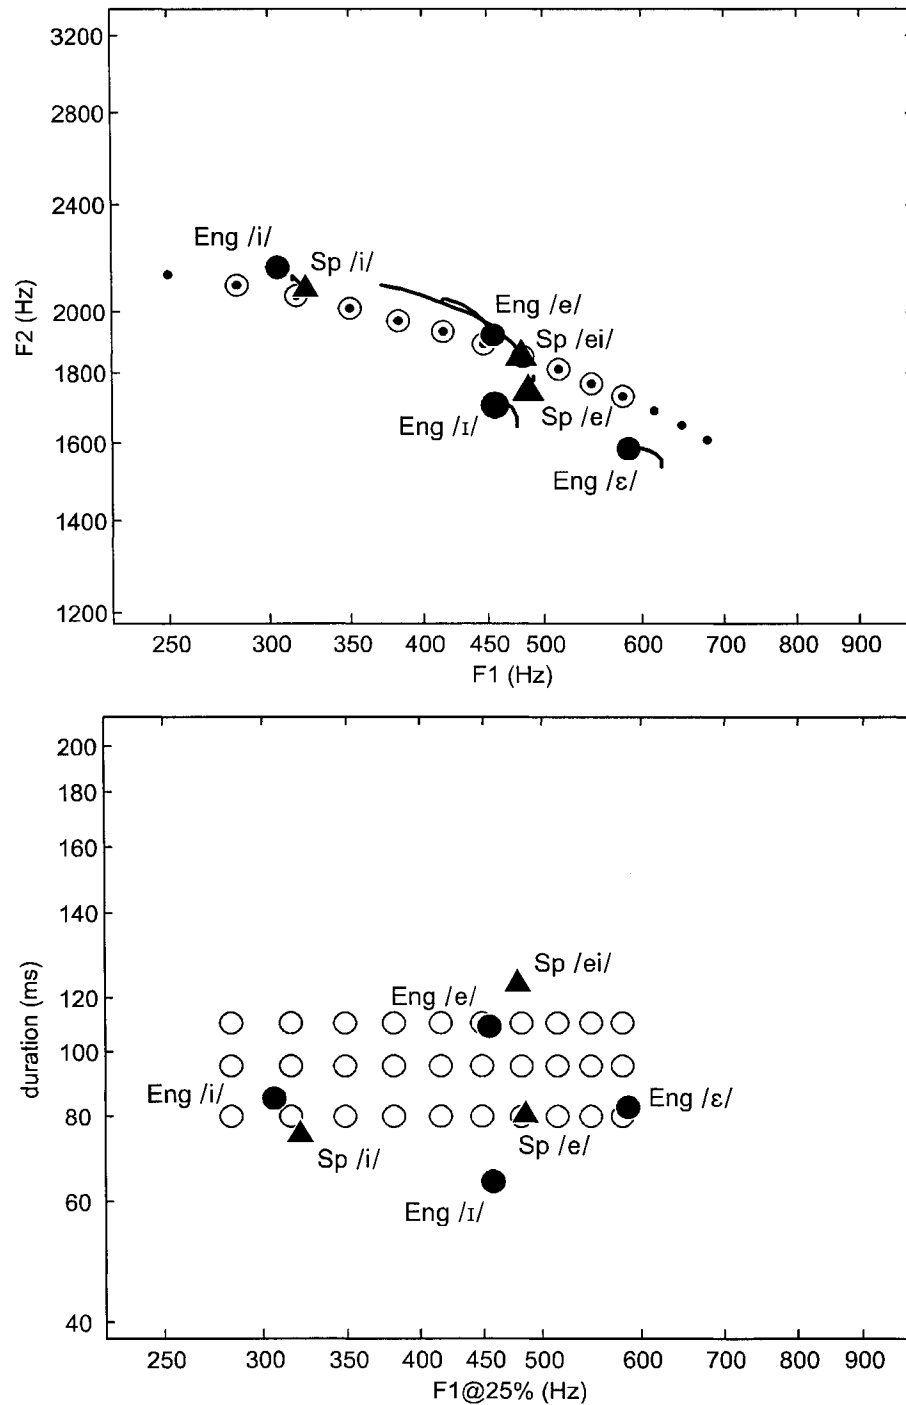 3200
2800
2400
2000
1800
1600
1400
1200
F2 (Hz)
Eng /i/
Sp /i/
Eng /e/
Sp /ei/
Sp /e/
Eng /ɪ/
Eng /ɛ/
250 300 350 400 450 500 600 700 800 900
F1 (Hz)
200
180
160
140
120
100
80
60
40
duration (ms)
Sp /ei/
Eng /e/
Eng /i/
Eng /ɛ/
Sp /e/
Sp /i/
Eng /ɪ/
250 300 350 400 450 500 600 700 800 900
F1@25% (Hz)